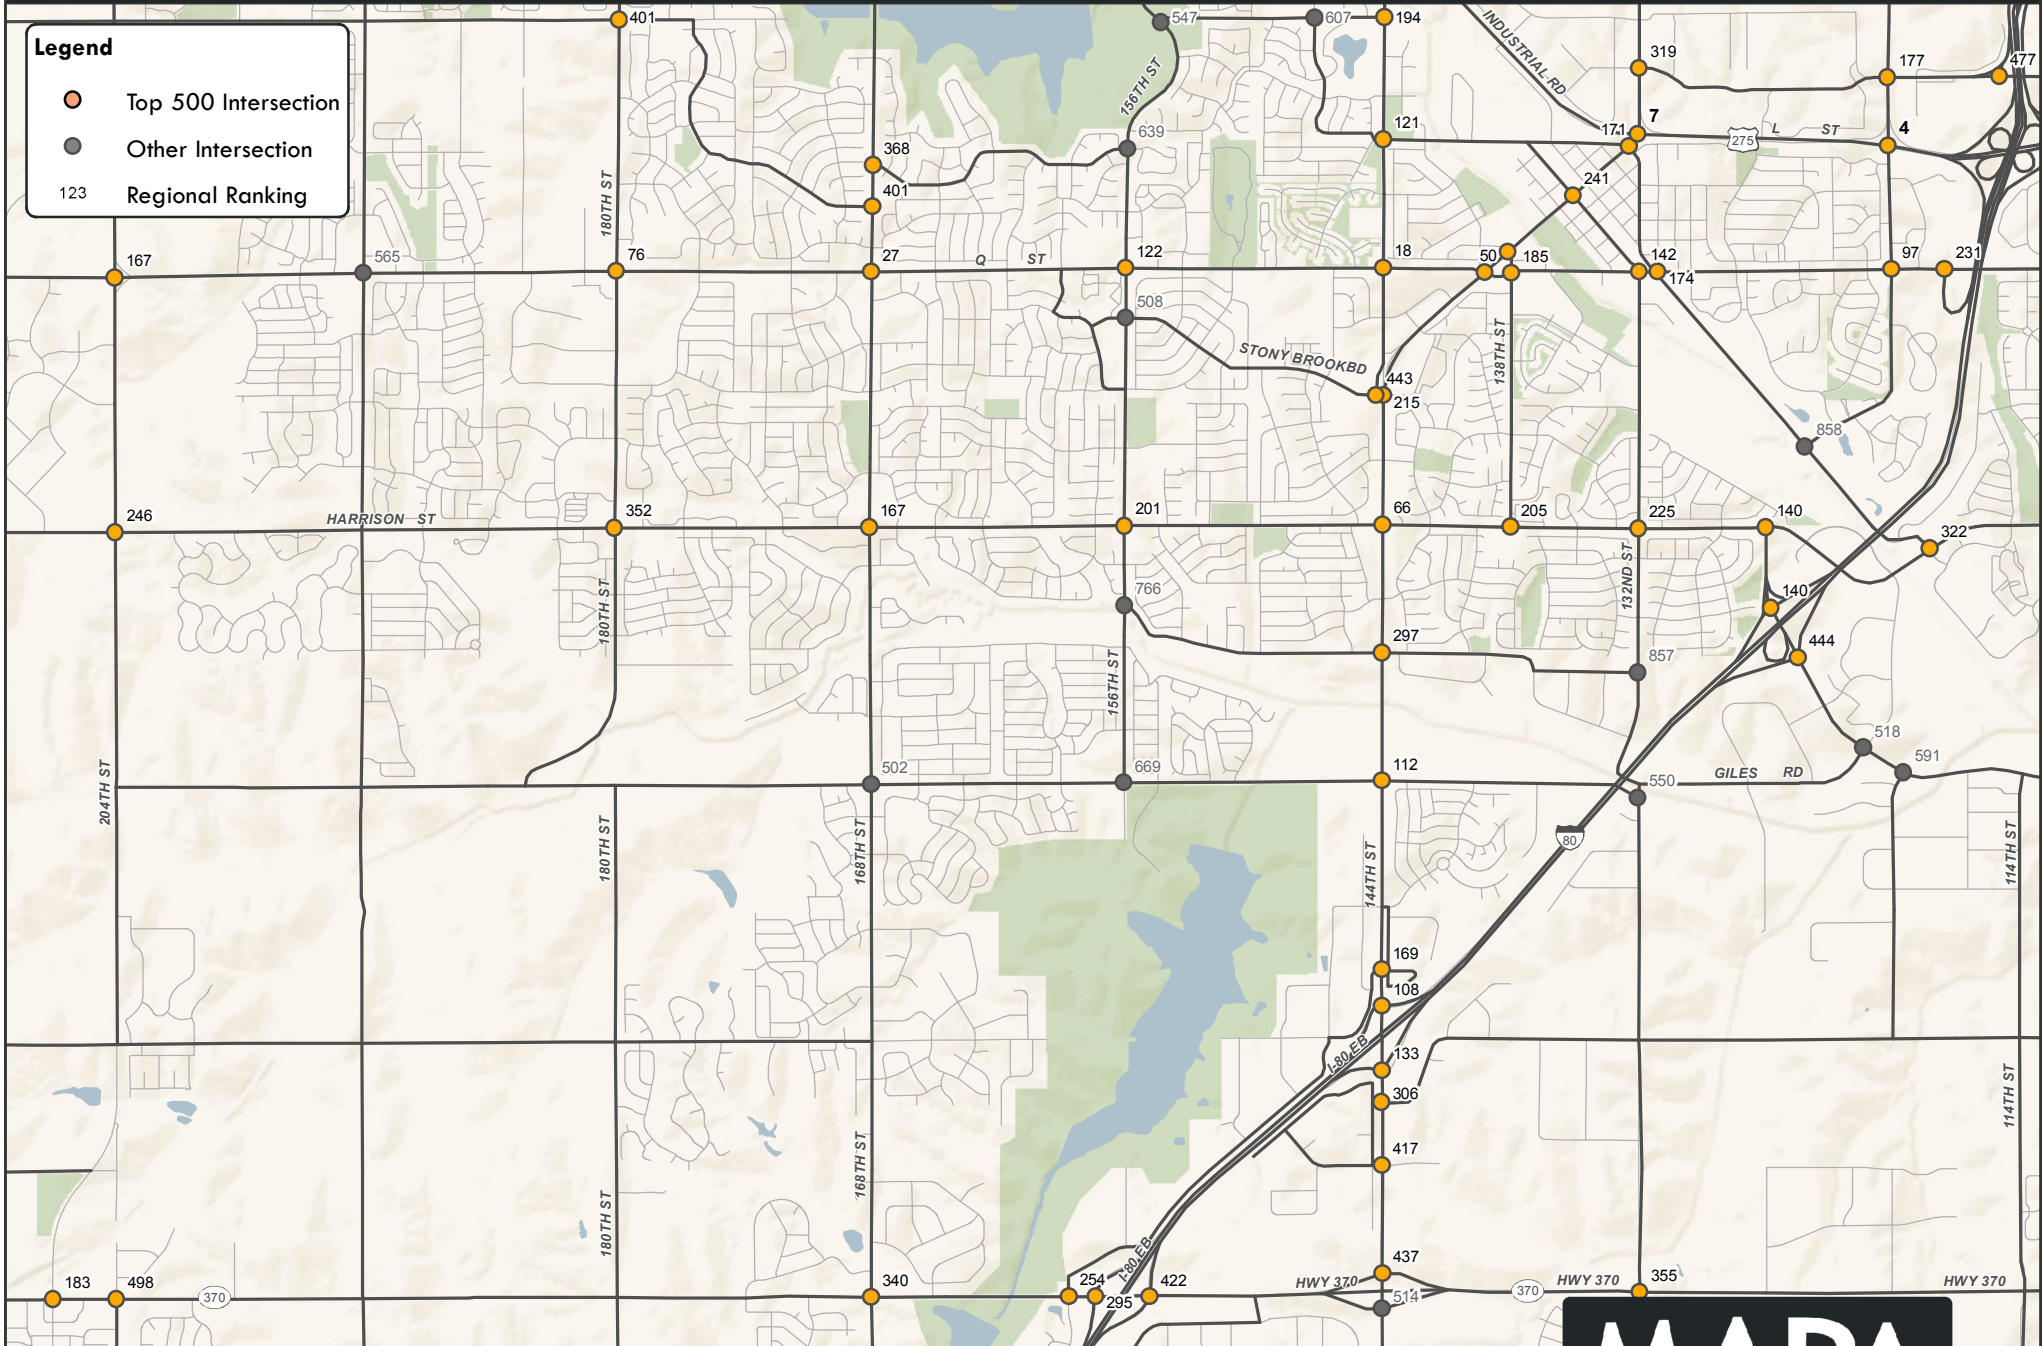 401
547
607
194
INDUSTRIAL RD
319
177
477
Legend
Top 500 Intersection
Other Intersection
123 Regional Ranking
156TH ST
639
121
171
7
275
L ST
4
368
401
180TH ST
241
167
565
76
27
Q ST
122
18
50
185
142
174
97
231
508
STONY BROOKBD
138TH ST
443
215
858
246
HARRISON ST
352
167
201
66
205
225
140
322
180TH ST
766
132ND ST
140
297
857
444
156TH ST
204TH ST
502
669
112
550
GILES RD
518
591
180TH ST
168TH ST
144TH ST
80
114TH ST
169
108
I-80 EB
133
306
114TH ST
417
168TH ST
180TH ST
183
498
370
340
254
295
I-80 EB
422
437
HWY 370
514
370
HWY 370
355
HWY 370
MAPA